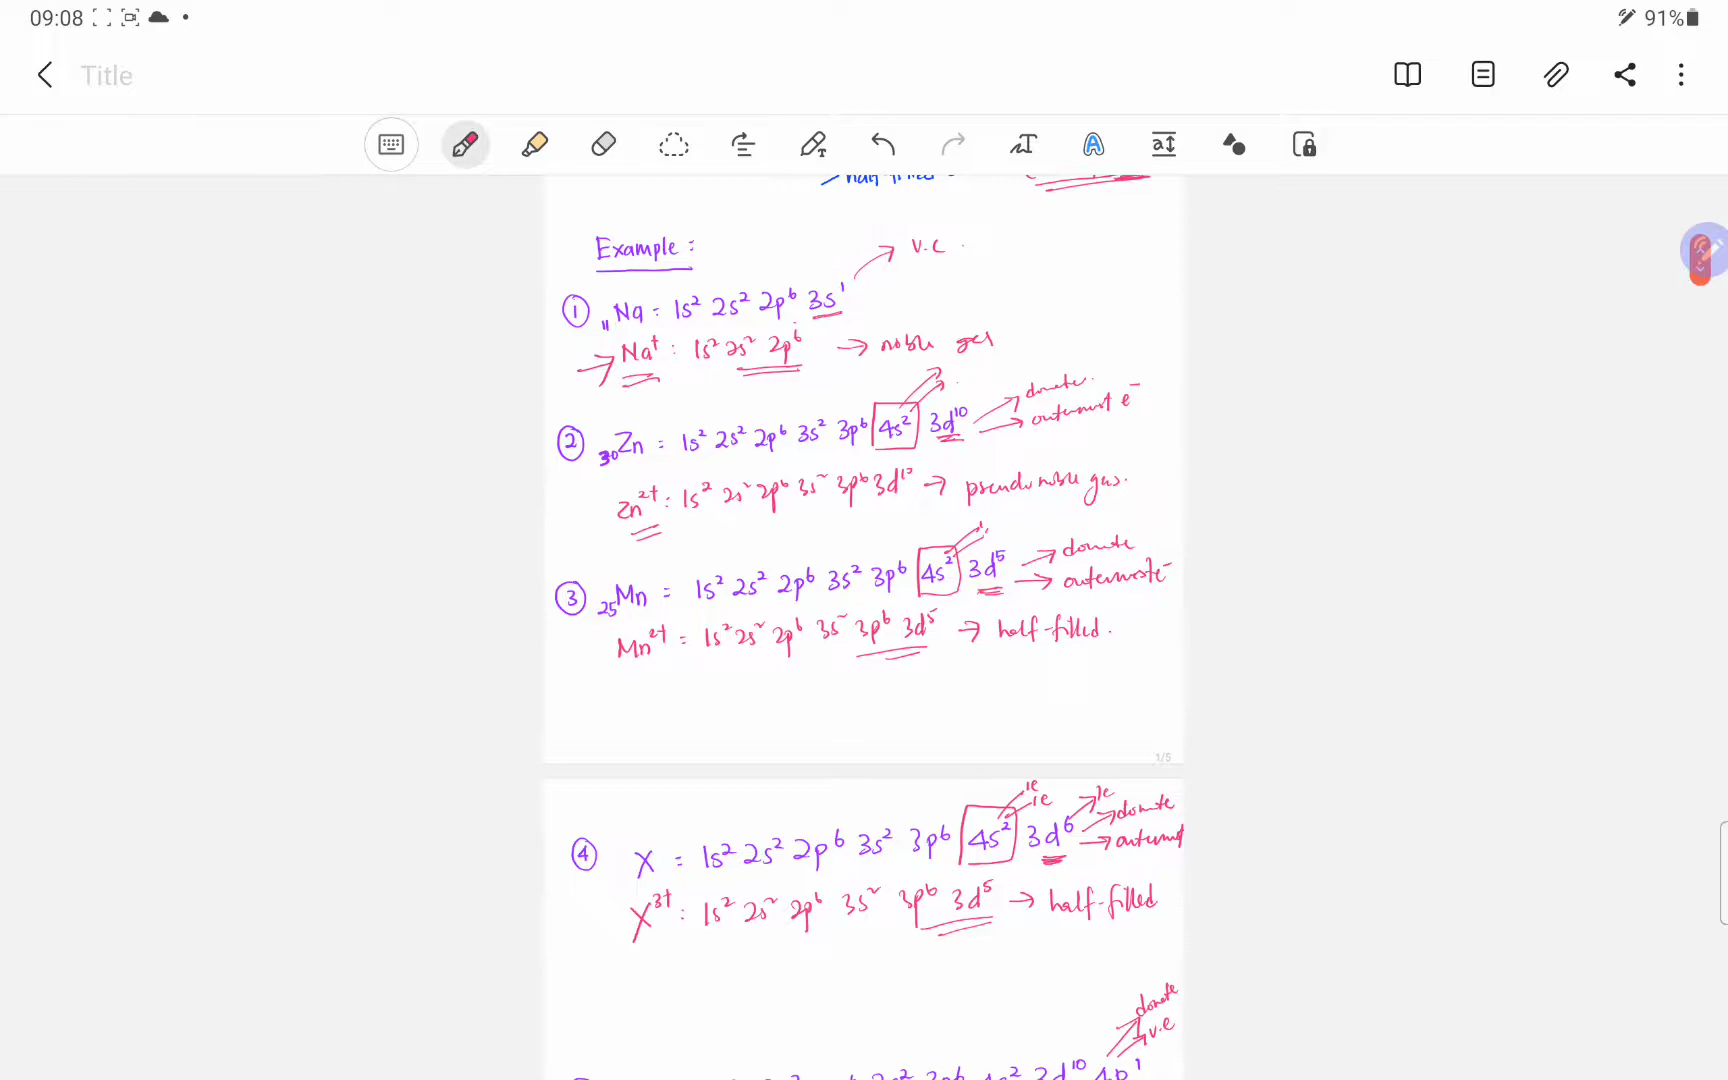 09:08
91%
Title
Example :
→ v.c
① ₁₁Na : 1s² 2s² 2p⁶ 3s¹
→ Na⁺ : 1s² 2s² 2p⁶ → noble gas
② ₃₀Zn = 1s² 2s² 2p⁶ 3s² 3p⁶ 4s² 3d¹⁰ → donate.
→ outermost e⁻
Zn²⁺ : 1s² 2s² 2p⁶ 3s² 3p⁶ 3d¹⁰ → pseudo noble gas.
③ ₂₅Mn = 1s² 2s² 2p⁶ 3s² 3p⁶ 4s² 3d⁵ → donate
→ outermost e⁻
Mn²⁺ = 1s² 2s² 2p⁶ 3s² 3p⁶ 3d⁵ → half-filled.
1/5
1e
1e
1e
④ X = 1s² 2s² 2p⁶ 3s² 3p⁶ 4s² 3d⁶ → donate
→ outermost
X³⁺ : 1s² 2s² 2p⁶ 3s² 3p⁶ 3d⁵ → half-filled
donate
v.e
3p⁶ 4s² 3d¹⁰ 4p¹